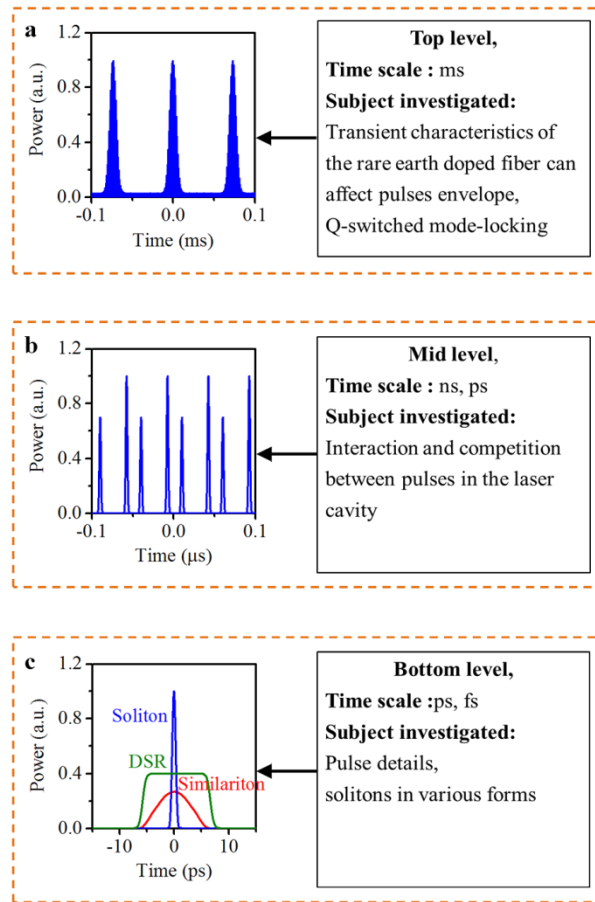 a
1.2
0.8
0.4
0.0
Power (a.u.)
-0.1 0.0 0.1
Time (ms)
Top level,
Time scale : ms
Subject investigated:
Transient characteristics of
the rare earth doped fiber can
affect pulses envelope,
Q-switched mode-locking
b
1.2
0.8
0.4
0.0
Power (a.u.)
-0.1 0.0 0.1
Time (μs)
Mid level,
Time scale : ns, ps
Subject investigated:
Interaction and competition
between pulses in the laser
cavity
c
1.2
0.8
0.4
0.0
Power (a.u.)
Soliton
DSR
Similariton
-10 0 10
Time (ps)
Bottom level,
Time scale :ps, fs
Subject investigated:
Pulse details,
solitons in various forms